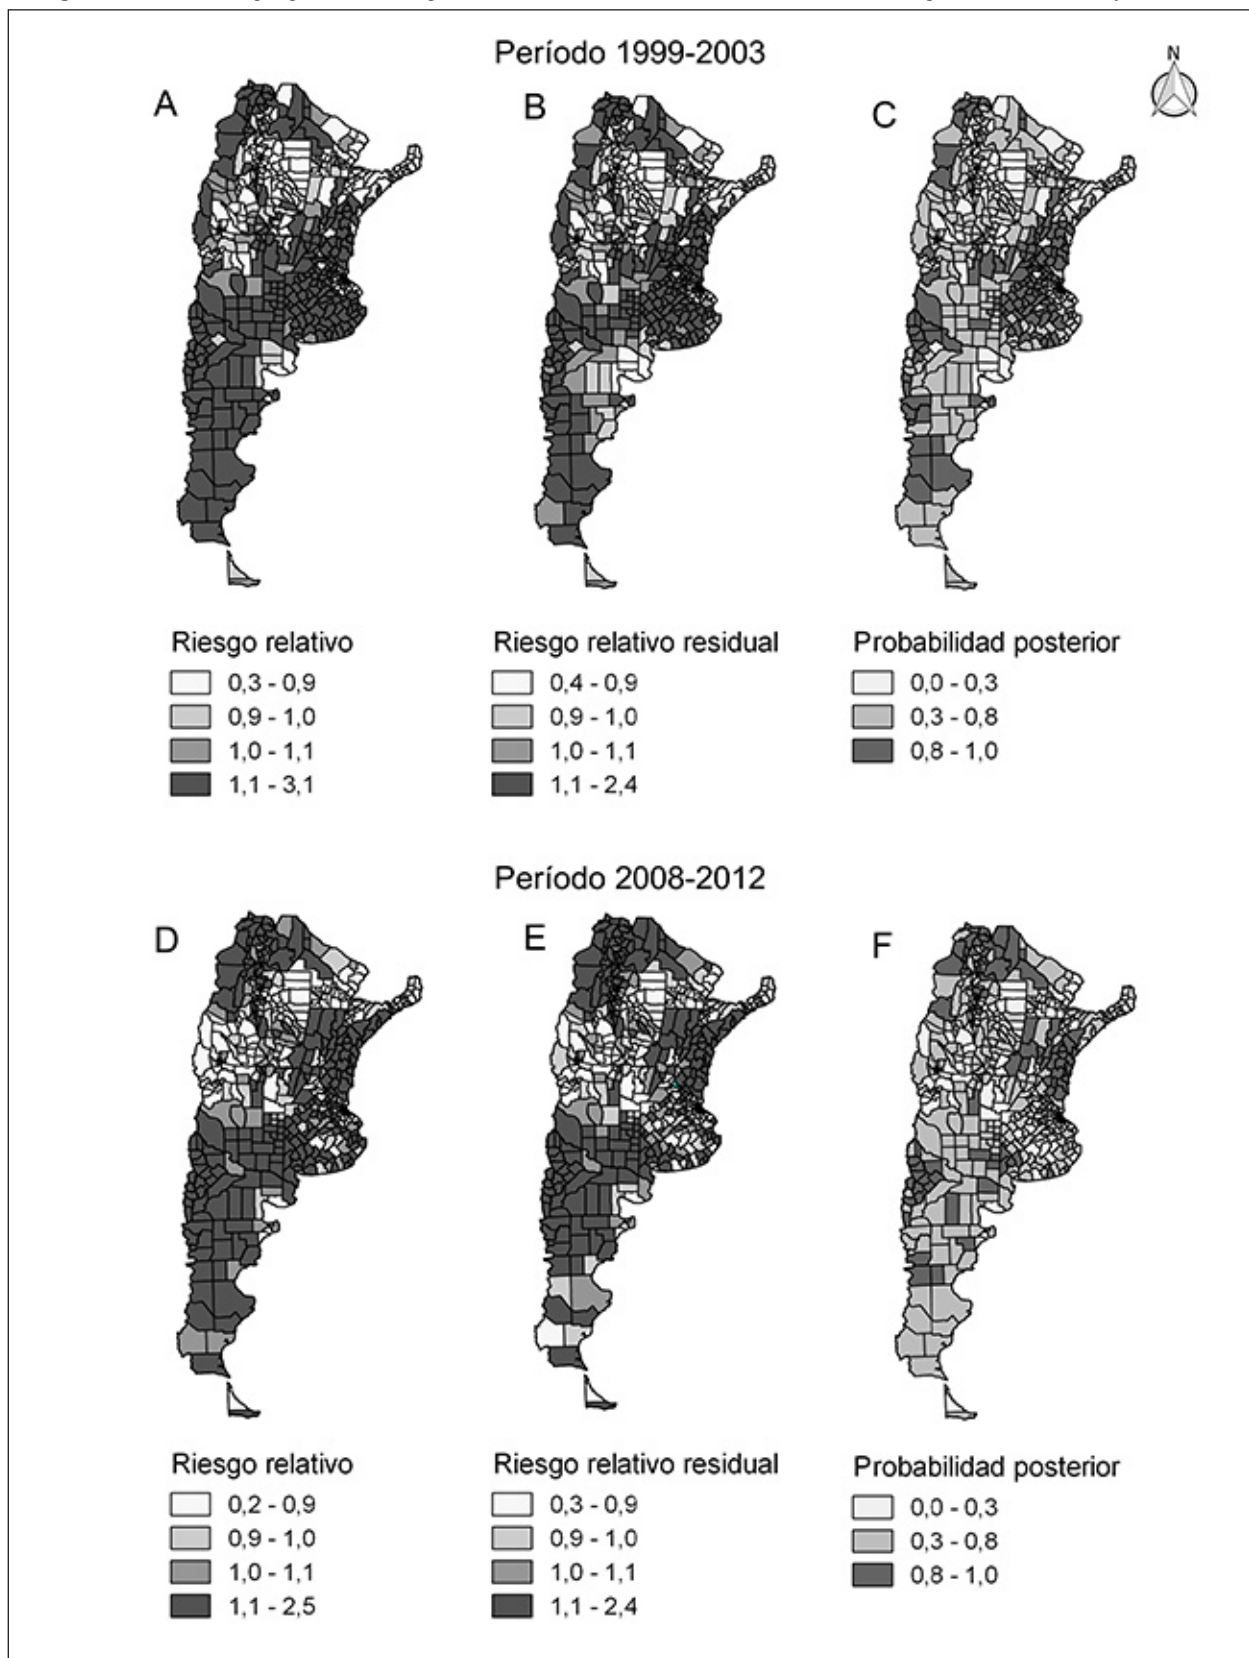 Período 1999-2003
N
A
B
C
Riesgo relativo
0,3 - 0,9
0,9 - 1,0
1,0 - 1,1
1,1 - 3,1
Riesgo relativo residual
0,4 - 0,9
0,9 - 1,0
1,0 - 1,1
1,1 - 2,4
Probabilidad posterior
0,0 - 0,3
0,3 - 0,8
0,8 - 1,0
Período 2008-2012
D
E
F
Riesgo relativo
0,2 - 0,9
0,9 - 1,0
1,0 - 1,1
1,1 - 2,5
Riesgo relativo residual
0,3 - 0,9
0,9 - 1,0
1,0 - 1,1
1,1 - 2,4
Probabilidad posterior
0,0 - 0,3
0,3 - 0,8
0,8 - 1,0